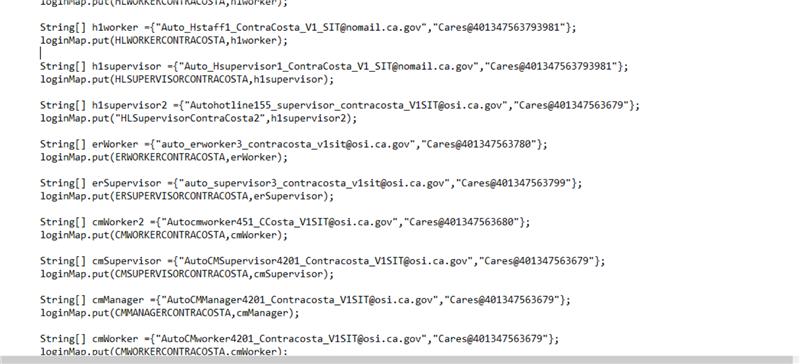 loginMap.put(HLWORKERCONTRACOSTA,hlworker);
String[] h1worker ={"Auto_Hstaff1_ContraCosta_V1_SIT@nomail.ca.gov","Cares@401347563793981"};
loginMap.put(HLWORKERCONTRACOSTA,h1worker);
String[] h1supervisor ={"Auto_Hsupervisor1_ContraCosta_V1_SIT@nomail.ca.gov","Cares@401347563793981"};
loginMap.put(HLSUPERVISORCONTRACOSTA,h1supervisor);
String[] h1supervisor2 ={"Autohotline155_supervisor_contracosta_V1SIT@osi.ca.gov","Cares@401347563679"};
loginMap.put("HLSupervisorContraCosta2",h1supervisor2);
String[] erWorker ={"auto_erworker3_contracosta_v1sit@osi.ca.gov","Cares@401347563780"};
loginMap.put(ERWORKERCONTRACOSTA,erWorker);
String[] erSupervisor ={"auto_supervisor3_contracosta_v1sit@osi.ca.gov","Cares@401347563799"};
loginMap.put(ERSUPERVISORCONTRACOSTA,erSupervisor);
String[] cmWorker2 ={"Autocmworker451_CCosta_V1SIT@osi.ca.gov","Cares@401347563680"};
loginMap.put(CMWORKERCONTRACOSTA,cmWorker);
String[] cmSupervisor ={"AutoCMSupervisor4201_Contracosta_V1SIT@osi.ca.gov","Cares@401347563679"};
loginMap.put(CMSUPERVISORCONTRACOSTA,cmSupervisor);
String[] cmManager ={"AutoCMManager4201_Contracosta_V1SIT@osi.ca.gov","Cares@401347563679"};
loginMap.put(CMMANAGERCONTRACOSTA,cmManager);
String[] cmWorker ={"AutoCMworker4201_Contracosta_V1SIT@osi.ca.gov","Cares@401347563679"};
loginMap.put(CMWORKERCONTRACOSTA,cmWorker);